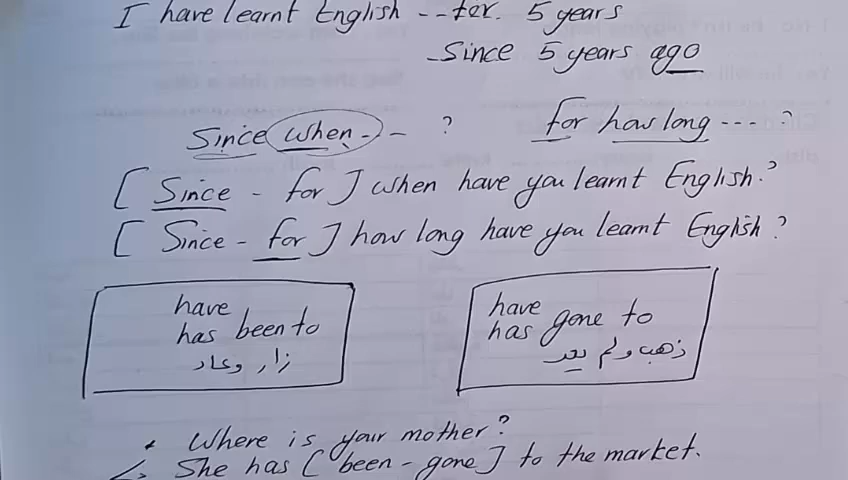 I have learnt English -- for. 5 years
- Since 5 years ago
Since when - - ? for how long --- ?
[ Since - for ] when have you learnt English?
[ Since - for ] how long have you learnt English?
have
has been to
زار وعاد
have
has gone to
ذهب ولم يعد
* Where is your mother?
She has [ been - gone ] to the market.